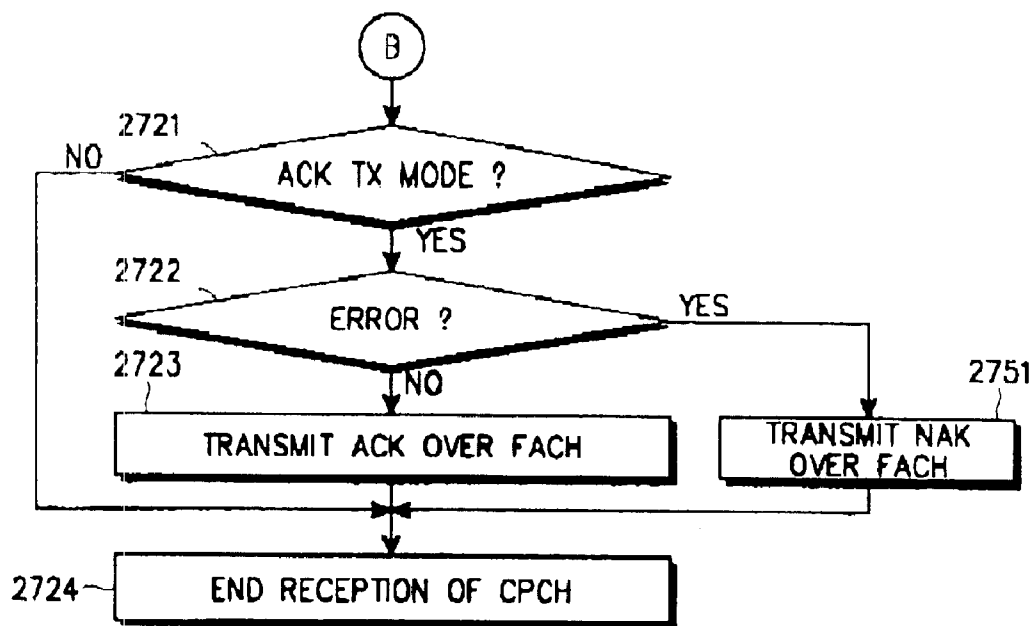 B
2721
NO
ACK TX MODE ?
YES
2722
ERROR ?
YES
2723
NO
2751
TRANSMIT ACK OVER FACH
TRANSMIT NAK
OVER FACH
2724
END RECEPTION OF CPCH